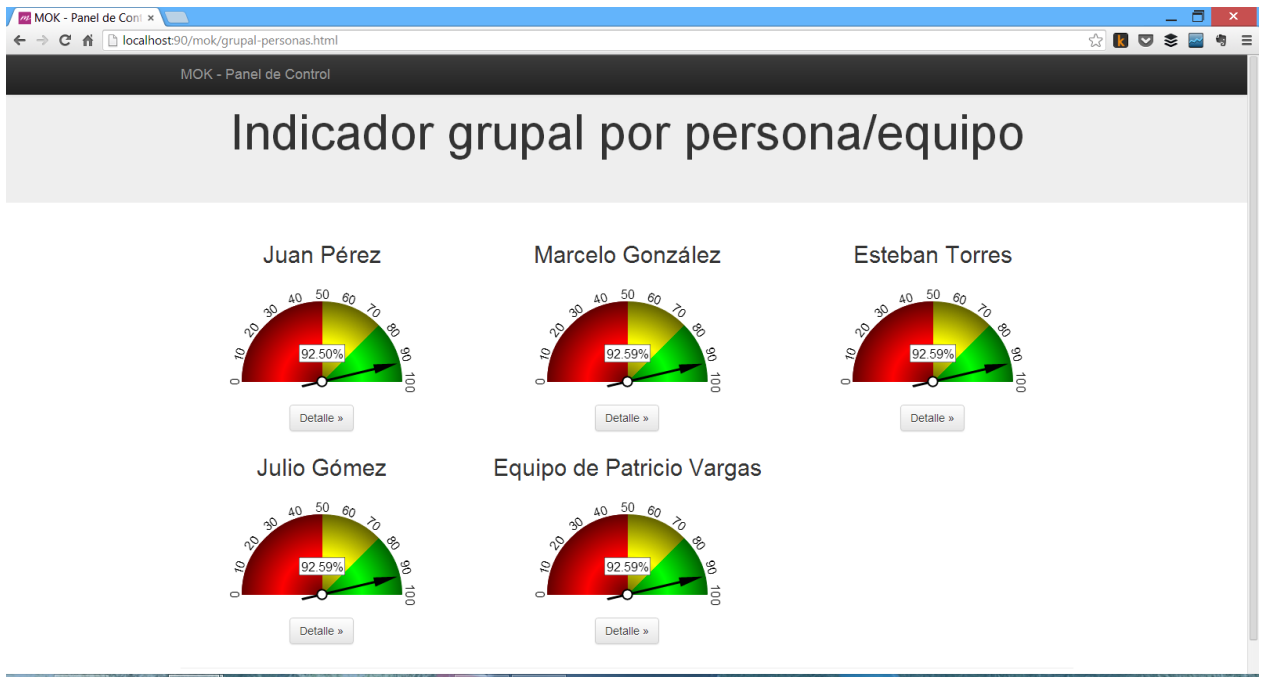 MOK - Panel de Cont
localhost:90/mok/grupal-personas.html
MOK - Panel de Control
Indicador grupal por persona/equipo
Juan Pérez
0 10 20 30 40 50 60 70 80 90 100
92.50%
Detalle »
Marcelo González
0 10 20 30 40 50 60 70 80 90 100
92.59%
Detalle »
Esteban Torres
0 10 20 30 40 50 60 70 80 90 100
92.59%
Detalle »
Julio Gómez
0 10 20 30 40 50 60 70 80 90 100
92.59%
Detalle »
Equipo de Patricio Vargas
0 10 20 30 40 50 60 70 80 90 100
92.59%
Detalle »